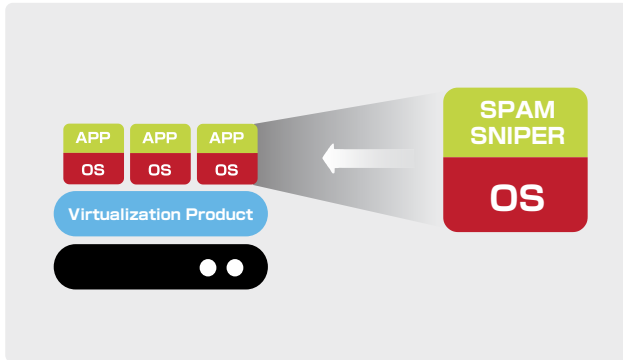 APP APP APP
OS OS OS
Virtualization Product
SPAM
SNIPER
OS